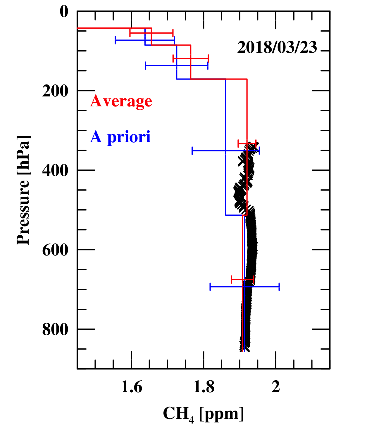 0
2018/03/23
200
Average
A priori
400
Pressure [hPa]
600
800
1.6 1.8 2
CH₄ [ppm]